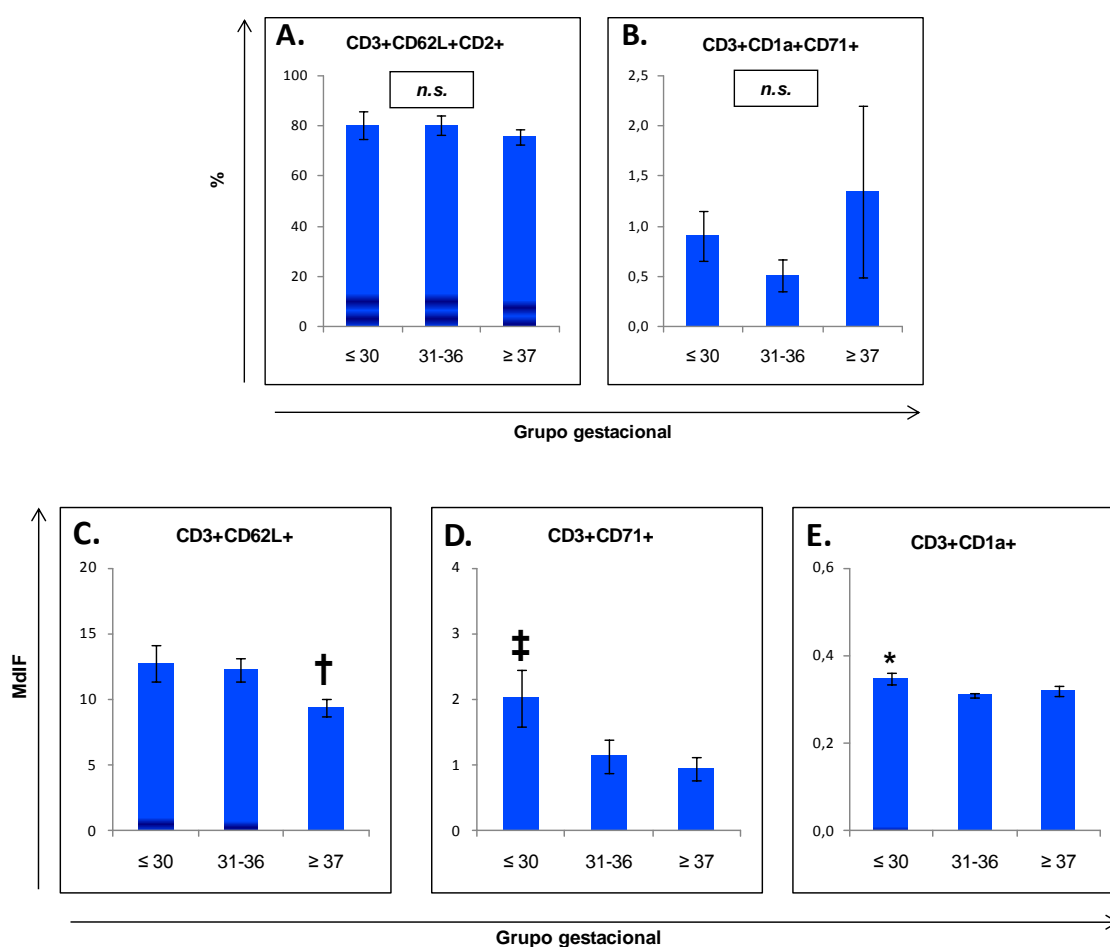 A.
CD3+CD62L+CD2+
n.s.
100
80
60
40
20
0
≤ 30 31-36 ≥ 37
%
B.
CD3+CD1a+CD71+
n.s.
2,5
2,0
1,5
1,0
0,5
0,0
≤ 30 31-36 ≥ 37
Grupo gestacional
MdIF
C.
CD3+CD62L+
20
15
10
5
0
†
≤ 30 31-36 ≥ 37
D.
CD3+CD71+
4
3
2
1
0
‡
≤ 30 31-36 ≥ 37
E.
CD3+CD1a+
0,6
0,4
0,2
0,0
*
≤ 30 31-36 ≥ 37
Grupo gestacional